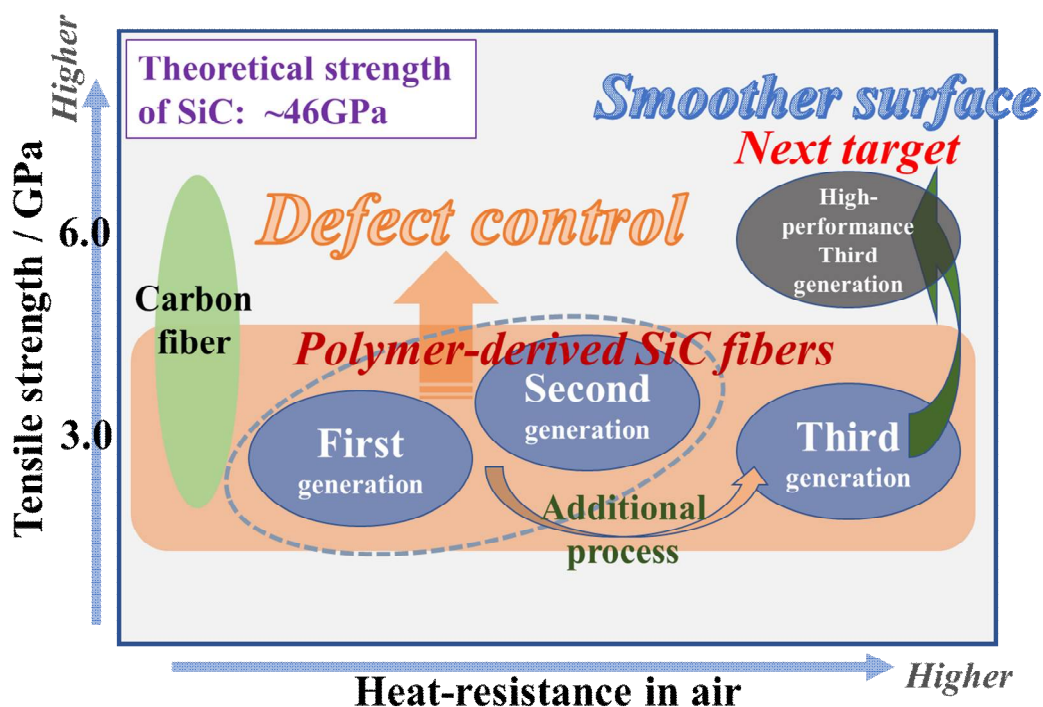 Higher
Tensile strength / GPa
6.0
3.0
Theoretical strength
of SiC: ~46GPa
Smoother surface
Next target
High-
performance
Third
generation
Defect control
Carbon
fiber
Polymer-derived SiC fibers
First
generation
Second
generation
Third
generation
Additional
process
Heat-resistance in air
Higher